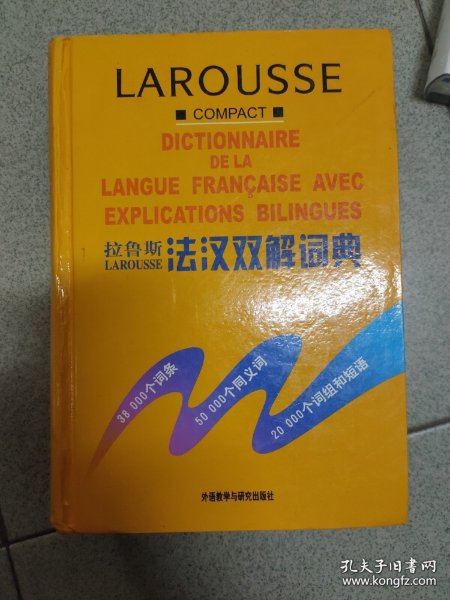 LAROUSSE
■ COMPACT ■
DICTIONNAIRE
DE LA
LANGUE FRANÇAISE AVEC
EXPLICATIONS BILINGUES
拉鲁斯
LAROUSSE
法汉双解词典
38 000个词条
50 000个同义词
20 000个词组和短语
外语教学与研究出版社
孔夫子旧书网
www.kongfz.com